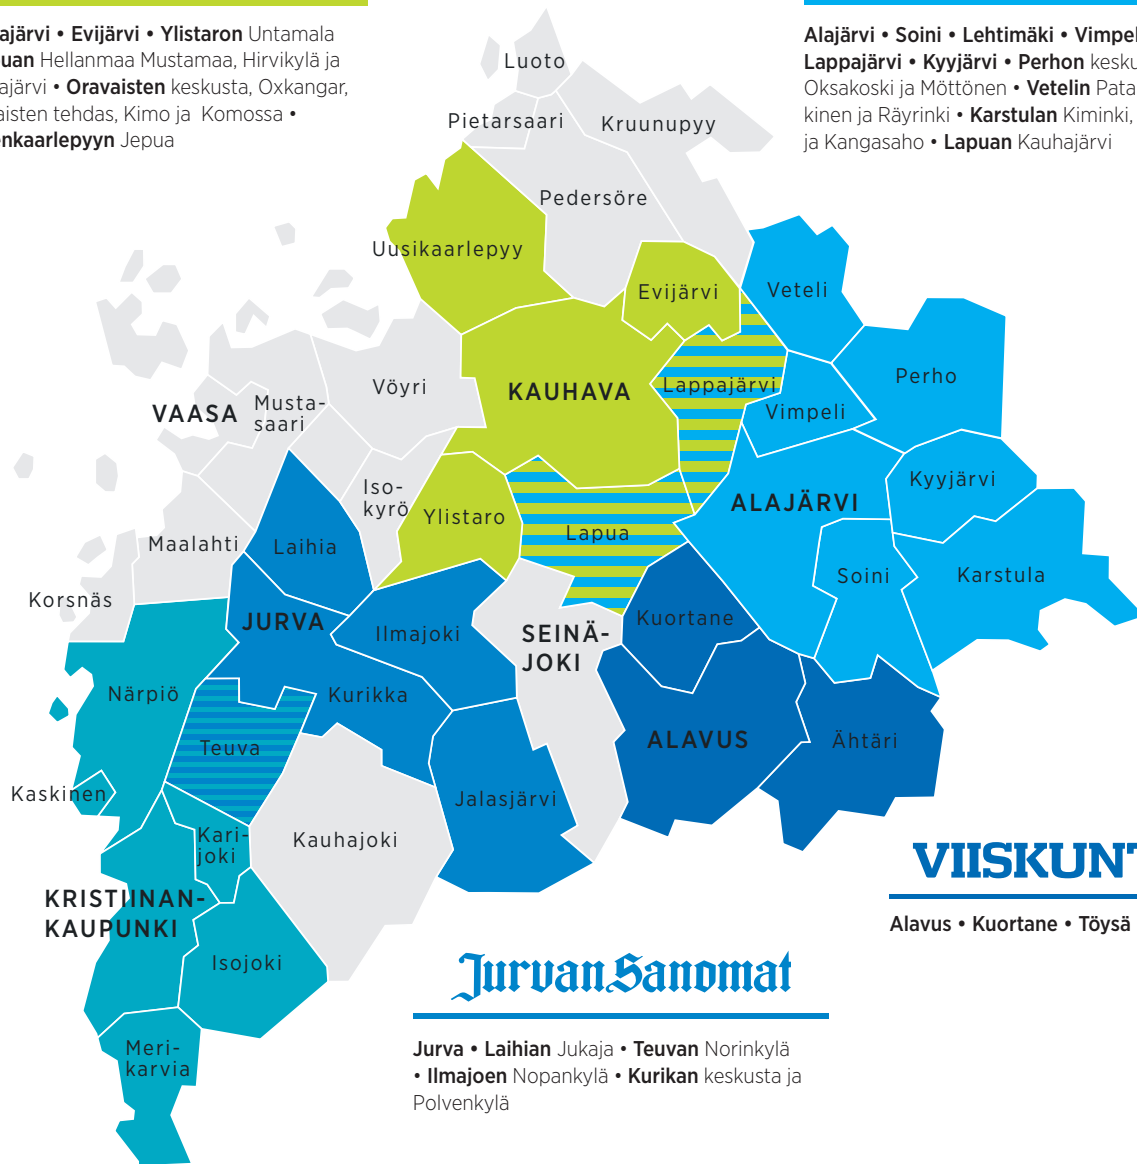 ajärvi • Evijärvi • Ylistaron Untamala
uan Hellanmaa Mustamaa, Hirvikylä ja
ajärvi • Oravaisten keskusta, Oxkangar,
aisten tehdas, Kimo ja Komossa •
enkaarlepyyn Jepua
Alajärvi • Soini • Lehtimäki • Vimpel
Lappajärvi • Kyyjärvi • Perhon kesku
Oksakoski ja Möttönen • Vetelin Pata
kinen ja Räyrinki • Karstulan Kiminki,
ja Kangasaho • Lapuan Kauhajärvi
Luoto
Pietarsaari
Kruunupyy
Pedersöre
Uusikaarlepyy
Evijärvi
Veteli
Vöyri
KAUHAVA
Lappajärvi
Perho
VAASA
Musta-
saari
Vimpeli
Iso-
kyrö
Ylistaro
Lapua
ALAJÄRVI
Kyyjärvi
Maalahti
Laihia
Soini
Karstula
Korsnäs
JURVA
Ilmajoki
SEINÄ-
JOKI
Kuortane
Närpiö
Kurikka
Teuva
ALAVUS
Ähtäri
Kaskinen
Jalasjärvi
Kari-
joki
Kauhajoki
KRISTIINAN-
KAUPUNKI
Isojoki
Meri-
karvia
VIISKUNT
Alavus • Kuortane • Töysä
Jurvan Sanomat
Jurva • Laihian Jukaja • Teuvan Norinkylä
• Ilmajoen Nopankylä • Kurikan keskusta ja
Polvenkylä